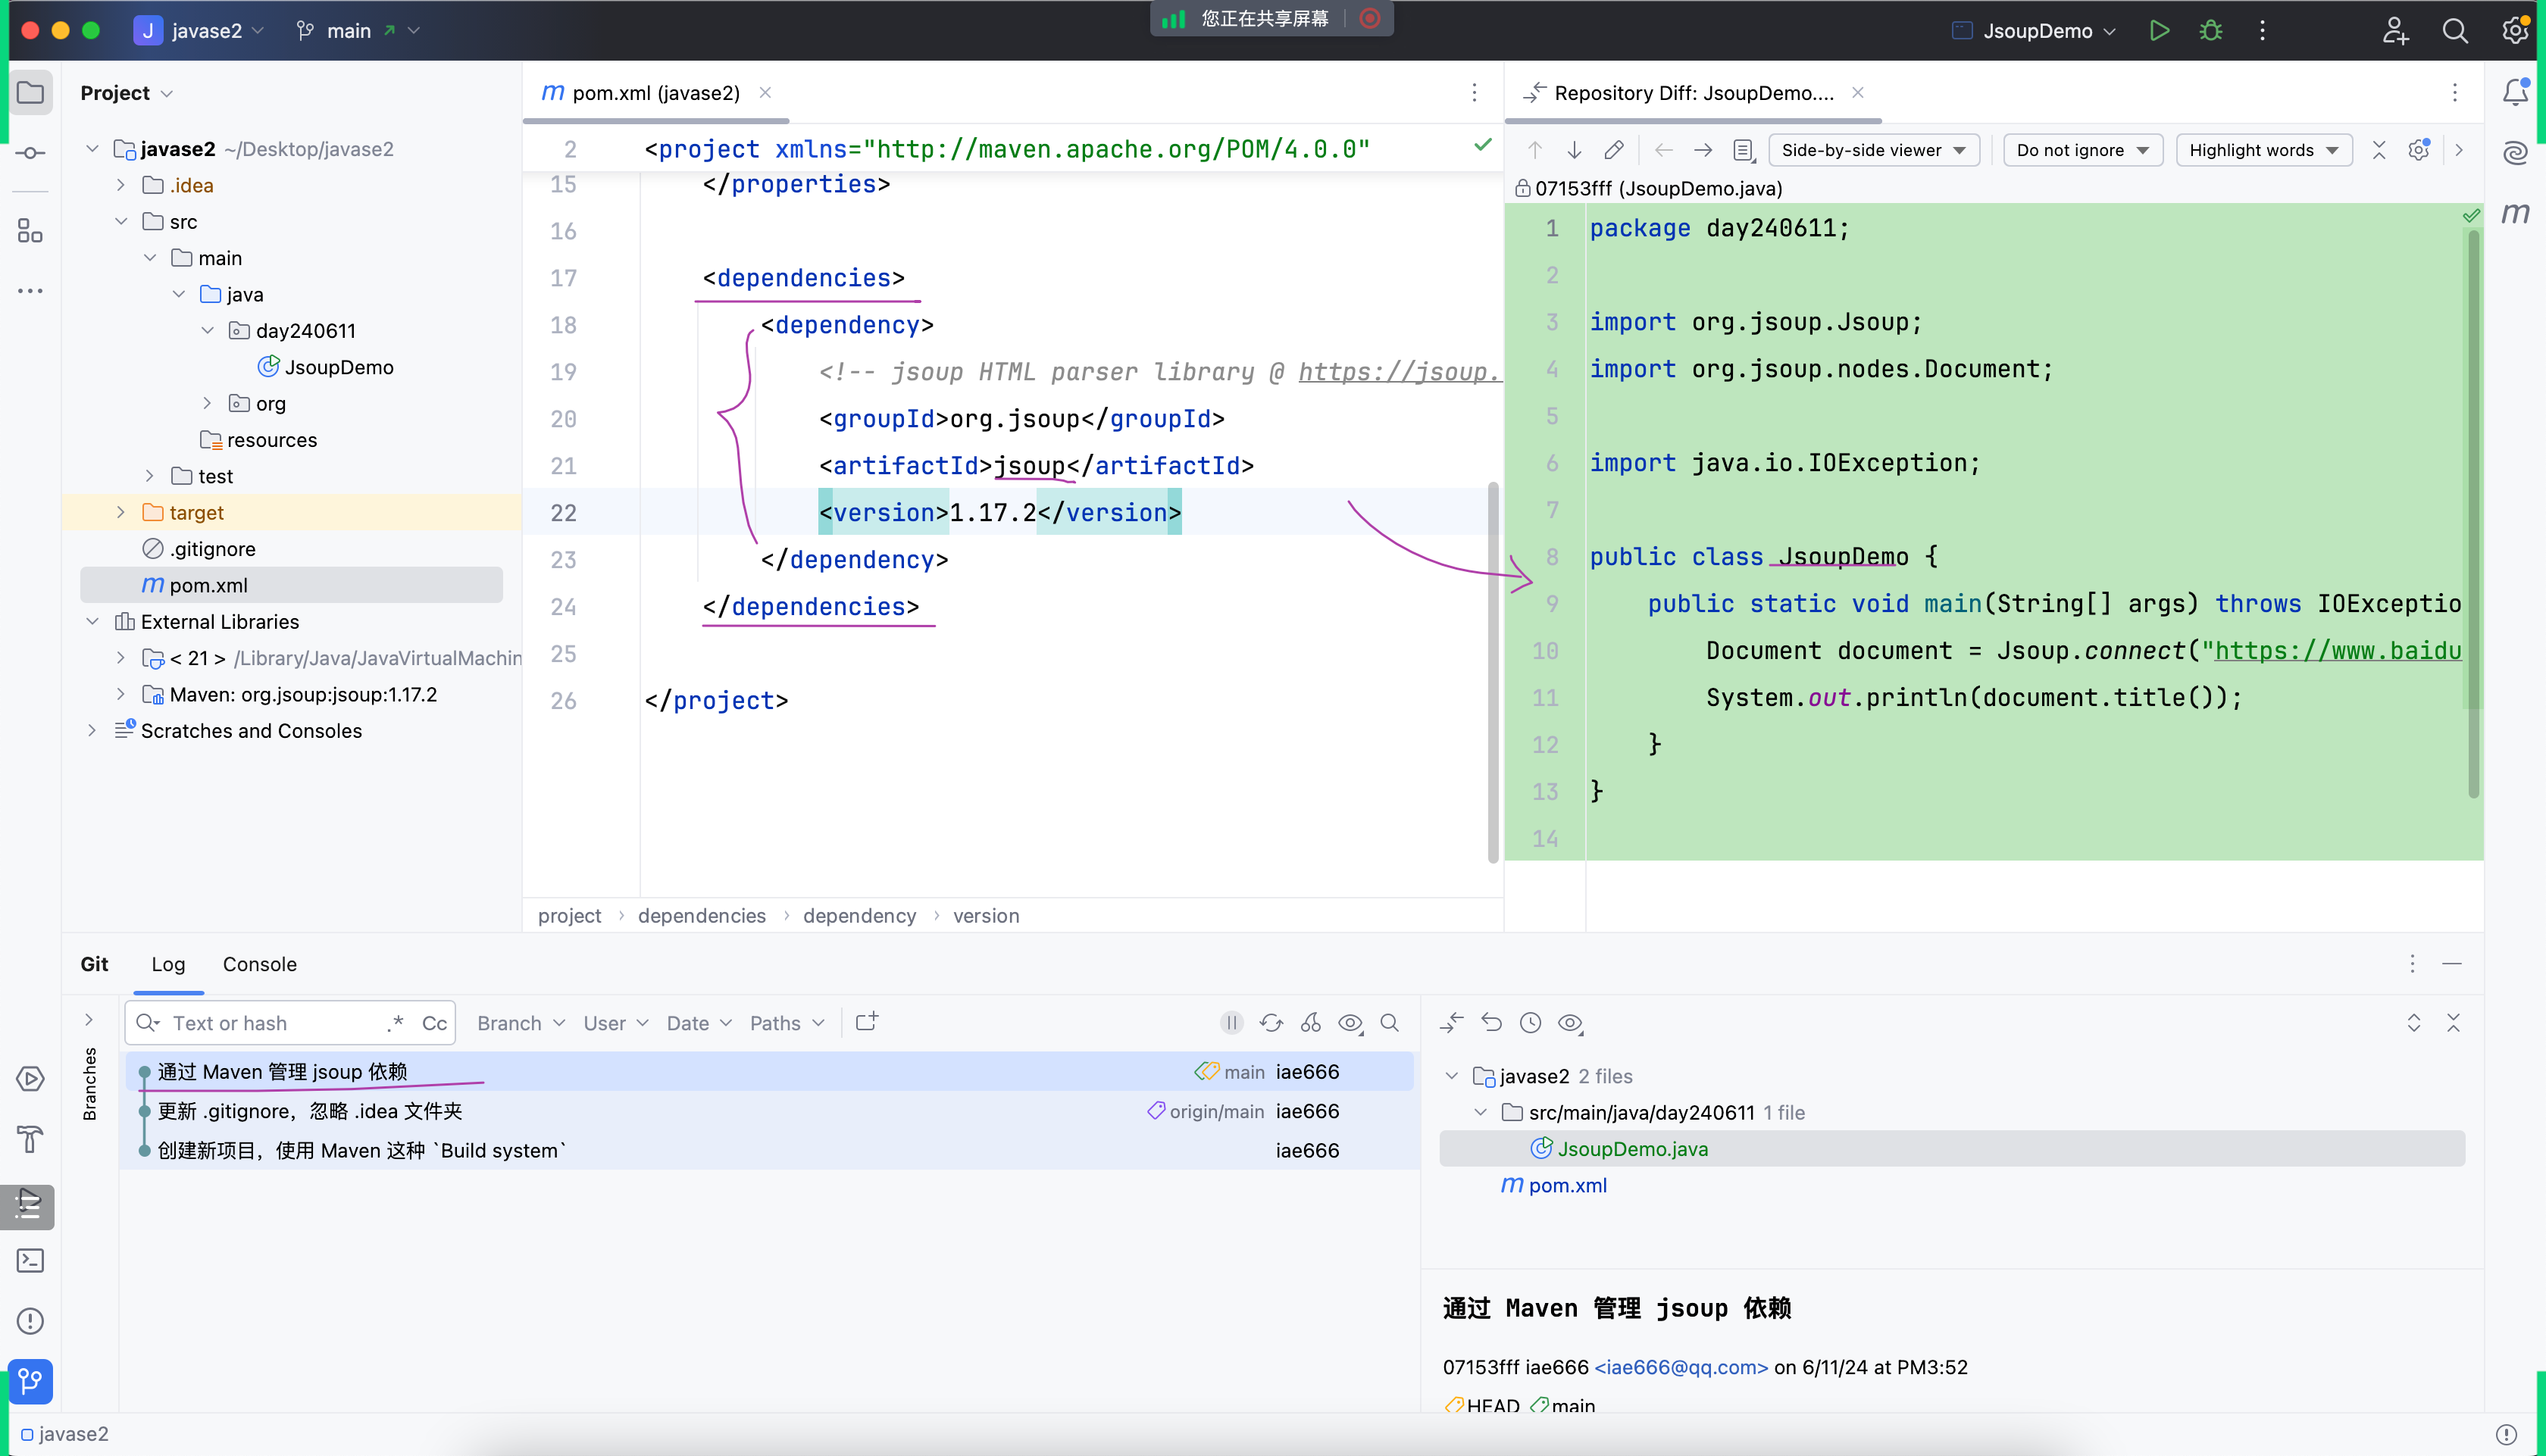 J javase2 main
您正在共享屏幕
JsoupDemo
Project
javase2 ~/Desktop/javase2
.idea
src
main
java
day240611
JsoupDemo
org
resources
test
target
.gitignore
pom.xml
External Libraries
< 21 > /Library/Java/JavaVirtualMachin
Maven: org.jsoup:jsoup:1.17.2
Scratches and Consoles
pom.xml (javase2)
2 <project xmlns="http://maven.apache.org/POM/4.0.0"
15 </properties>
16
17 <dependencies>
18 <dependency>
19 <!-- jsoup HTML parser library @ https://jsoup.
20 <groupId>org.jsoup</groupId>
21 <artifactId>jsoup</artifactId>
22 <version>1.17.2</version>
23 </dependency>
24 </dependencies>
25
26 </project>
project › dependencies › dependency › version
Repository Diff: JsoupDemo....
Side-by-side viewer Do not ignore Highlight words
07153fff (JsoupDemo.java)
1 package day240611;
2
3 import org.jsoup.Jsoup;
4 import org.jsoup.nodes.Document;
5
6 import java.io.IOException;
7
8 public class JsoupDemo {
9 public static void main(String[] args) throws IOExceptio
10 Document document = Jsoup.connect("https://www.baidu
11 System.out.println(document.title());
12 }
13 }
14
Git Log Console
Branches
Text or hash .* Cc Branch User Date Paths
通过 Maven 管理 jsoup 依赖 main iae666
更新 .gitignore，忽略 .idea 文件夹 origin/main iae666
创建新项目，使用 Maven 这种 `Build system` iae666
javase2 2 files
src/main/java/day240611 1 file
JsoupDemo.java
pom.xml
通过 Maven 管理 jsoup 依赖
07153fff iae666 <iae666@qq.com> on 6/11/24 at PM3:52
HEAD main
javase2